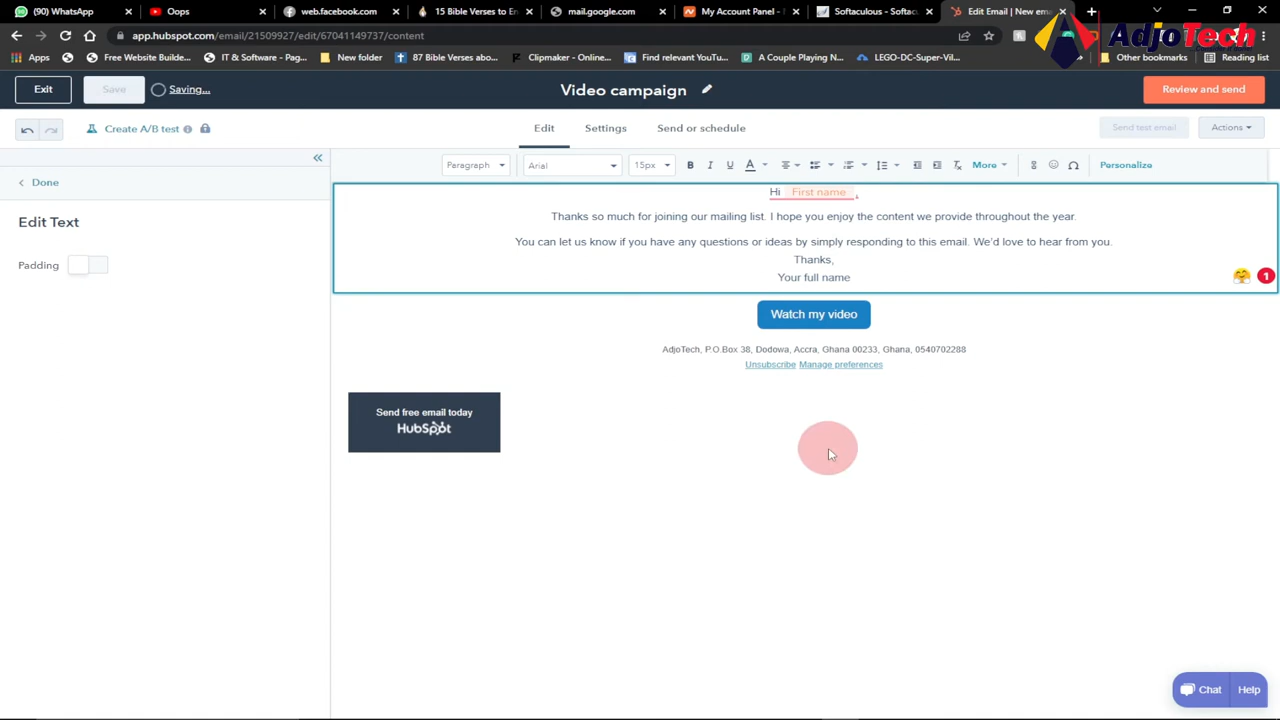 (90) WhatsApp
Oops
web.facebook.com
15 Bible Verses to En
mail.google.com
My Account Panel -
Softaculous - Softac
Edit Email | New ema
app.hubspot.com/email/21509927/edit/67041149737/content
Apps
Free Website Builde...
IT & Software - Pag...
New folder
87 Bible Verses abo...
Clipmaker - Online...
Find relevant YouTu...
A Couple Playing N...
LEGO-DC-Super-Vil...
Other bookmarks
Reading list
AdjoTech
Exit
Save
Saving...
Video campaign
Review and send
Create A/B test
Edit
Settings
Send or schedule
Send test email
Actions
Paragraph
Arial
15px
B I U A
More
Personalize
Done
Edit Text
Padding
Hi First name ,
Thanks so much for joining our mailing list. I hope you enjoy the content we provide throughout the year.
You can let us know if you have any questions or ideas by simply responding to this email. We'd love to hear from you.
Thanks,
Your full name
1
Watch my video
AdjoTech, P.O.Box 38, Dodowa, Accra, Ghana 00233, Ghana, 0540702288
Unsubscribe Manage preferences
Send free email today
HubSpot
Chat
Help